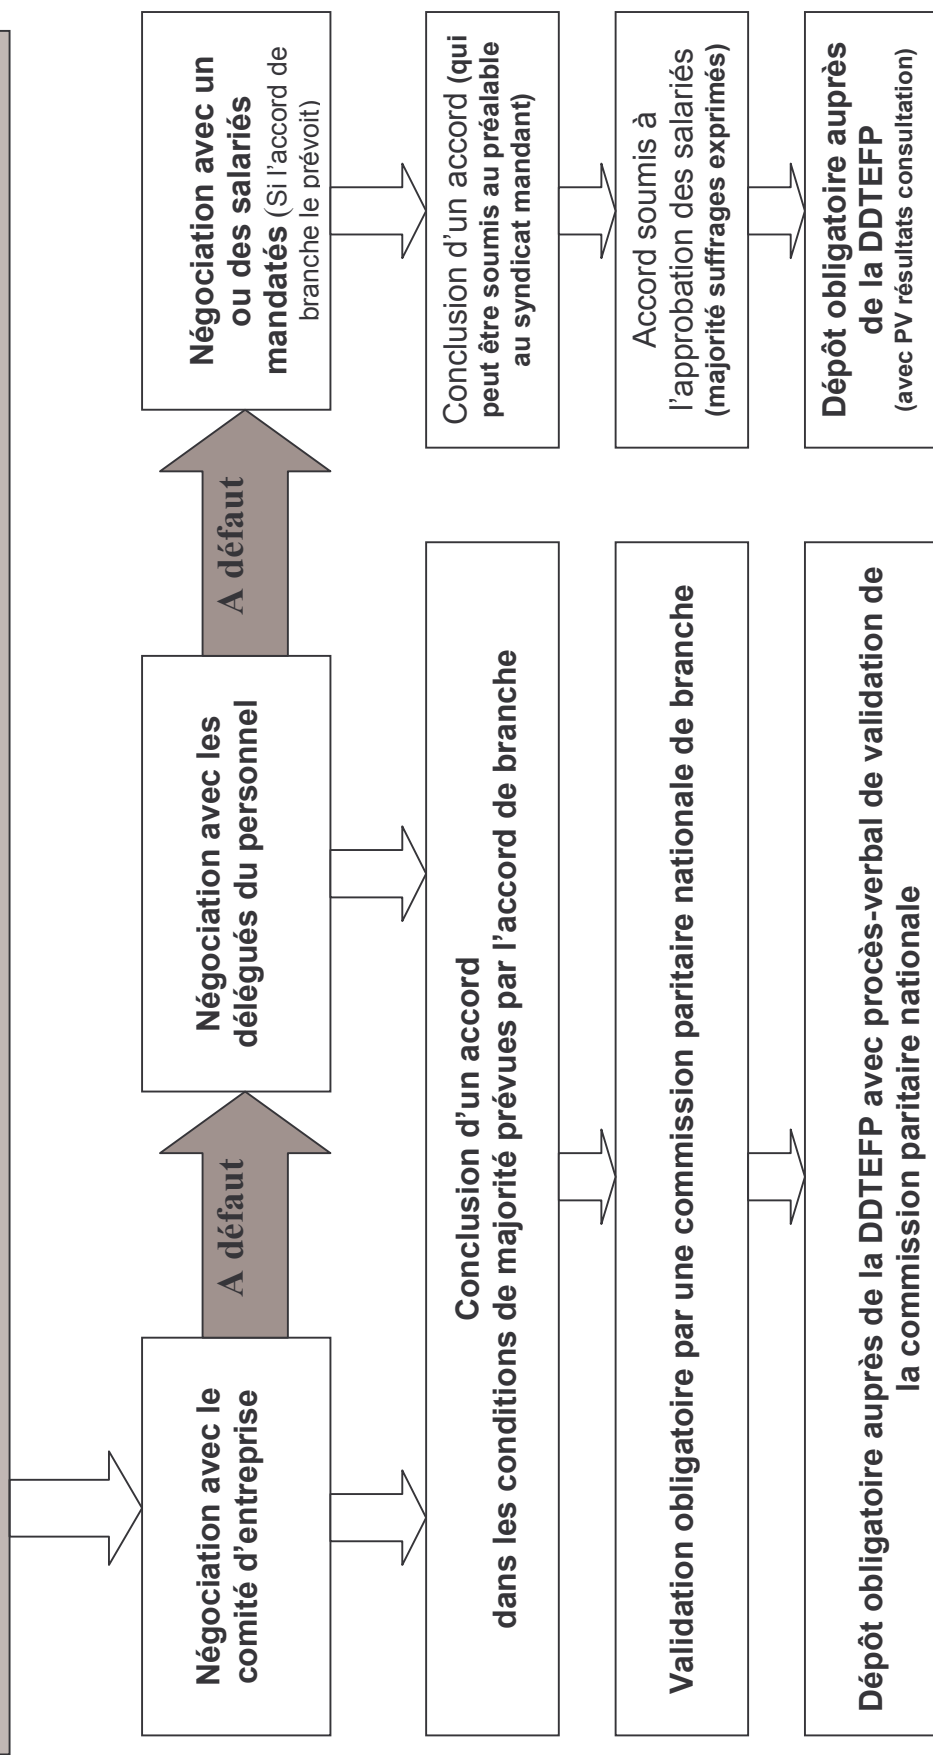 Négociation avec le
comité d'entreprise
A défaut
Négociation avec les
délégués du personnel
A défaut
Négociation avec un
ou des salariés
mandatés (Si l'accord de
branche le prévoit)
Conclusion d'un accord
dans les conditions de majorité prévues par l'accord de branche
Conclusion d'un accord (qui
peut être soumis au préalable
au syndicat mandant)
Validation obligatoire par une commission paritaire nationale de branche
Accord soumis à
l'approbation des salariés
(majorité suffrages exprimés)
Dépôt obligatoire auprès de la DDTEFP avec procès-verbal de validation de
la commission paritaire nationale
Dépôt obligatoire auprès
de la DDTEFP
(avec PV résultats consultation)